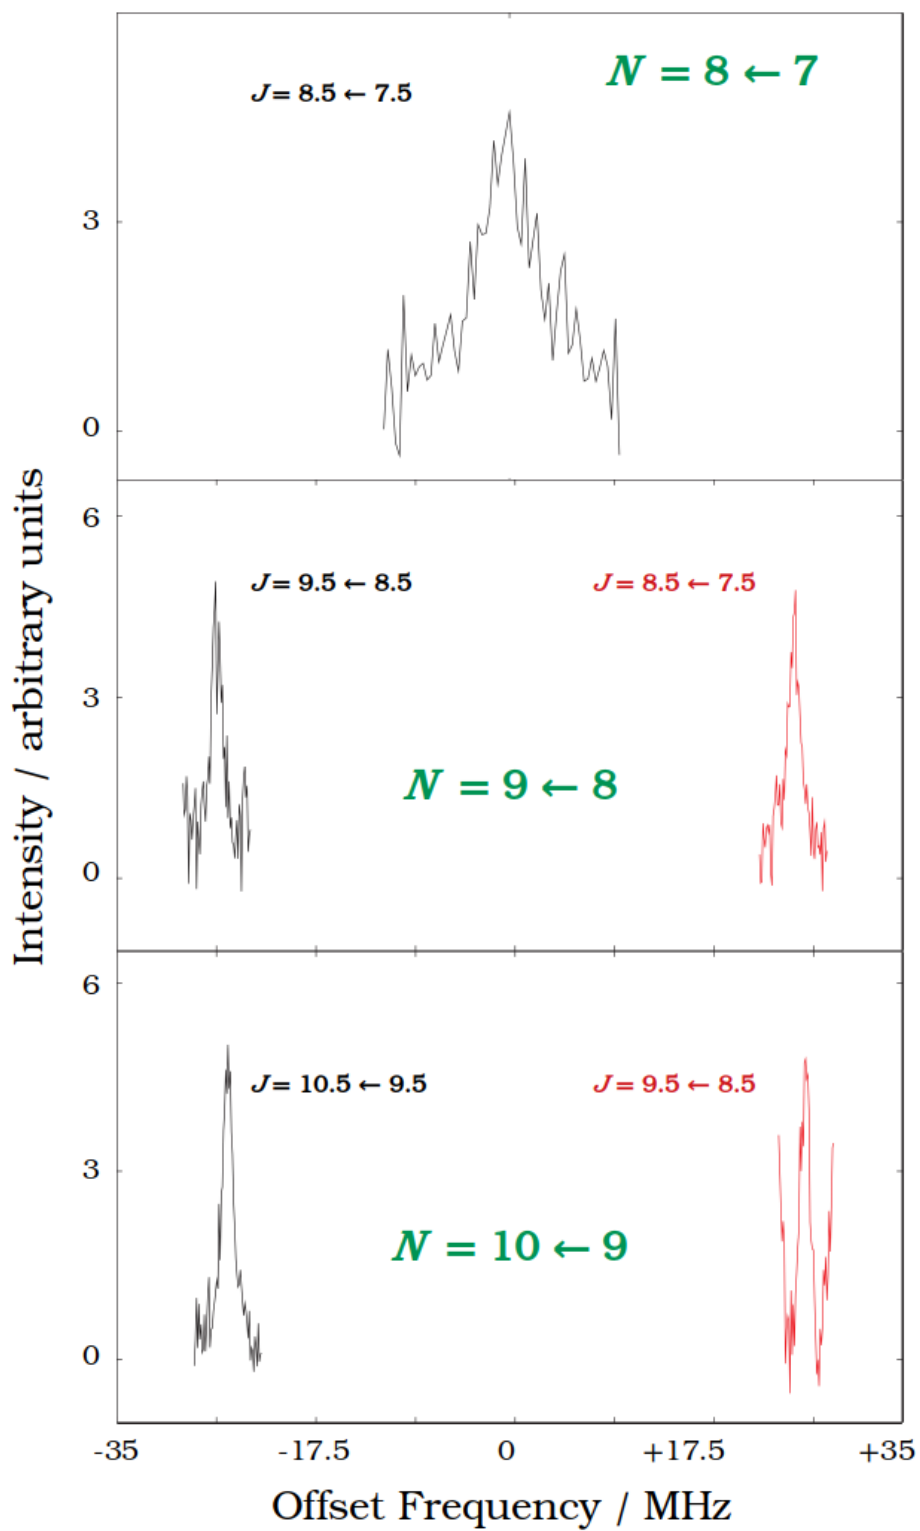 N = 8 ← 7
J = 8.5 ← 7.5
3
0
6
J = 9.5 ← 8.5
J = 8.5 ← 7.5
3
N = 9 ← 8
0
6
J = 10.5 ← 9.5
J = 9.5 ← 8.5
3
N = 10 ← 9
0
-35
-17.5
0
+17.5
+35
Offset Frequency / MHz
Intensity / arbitrary units